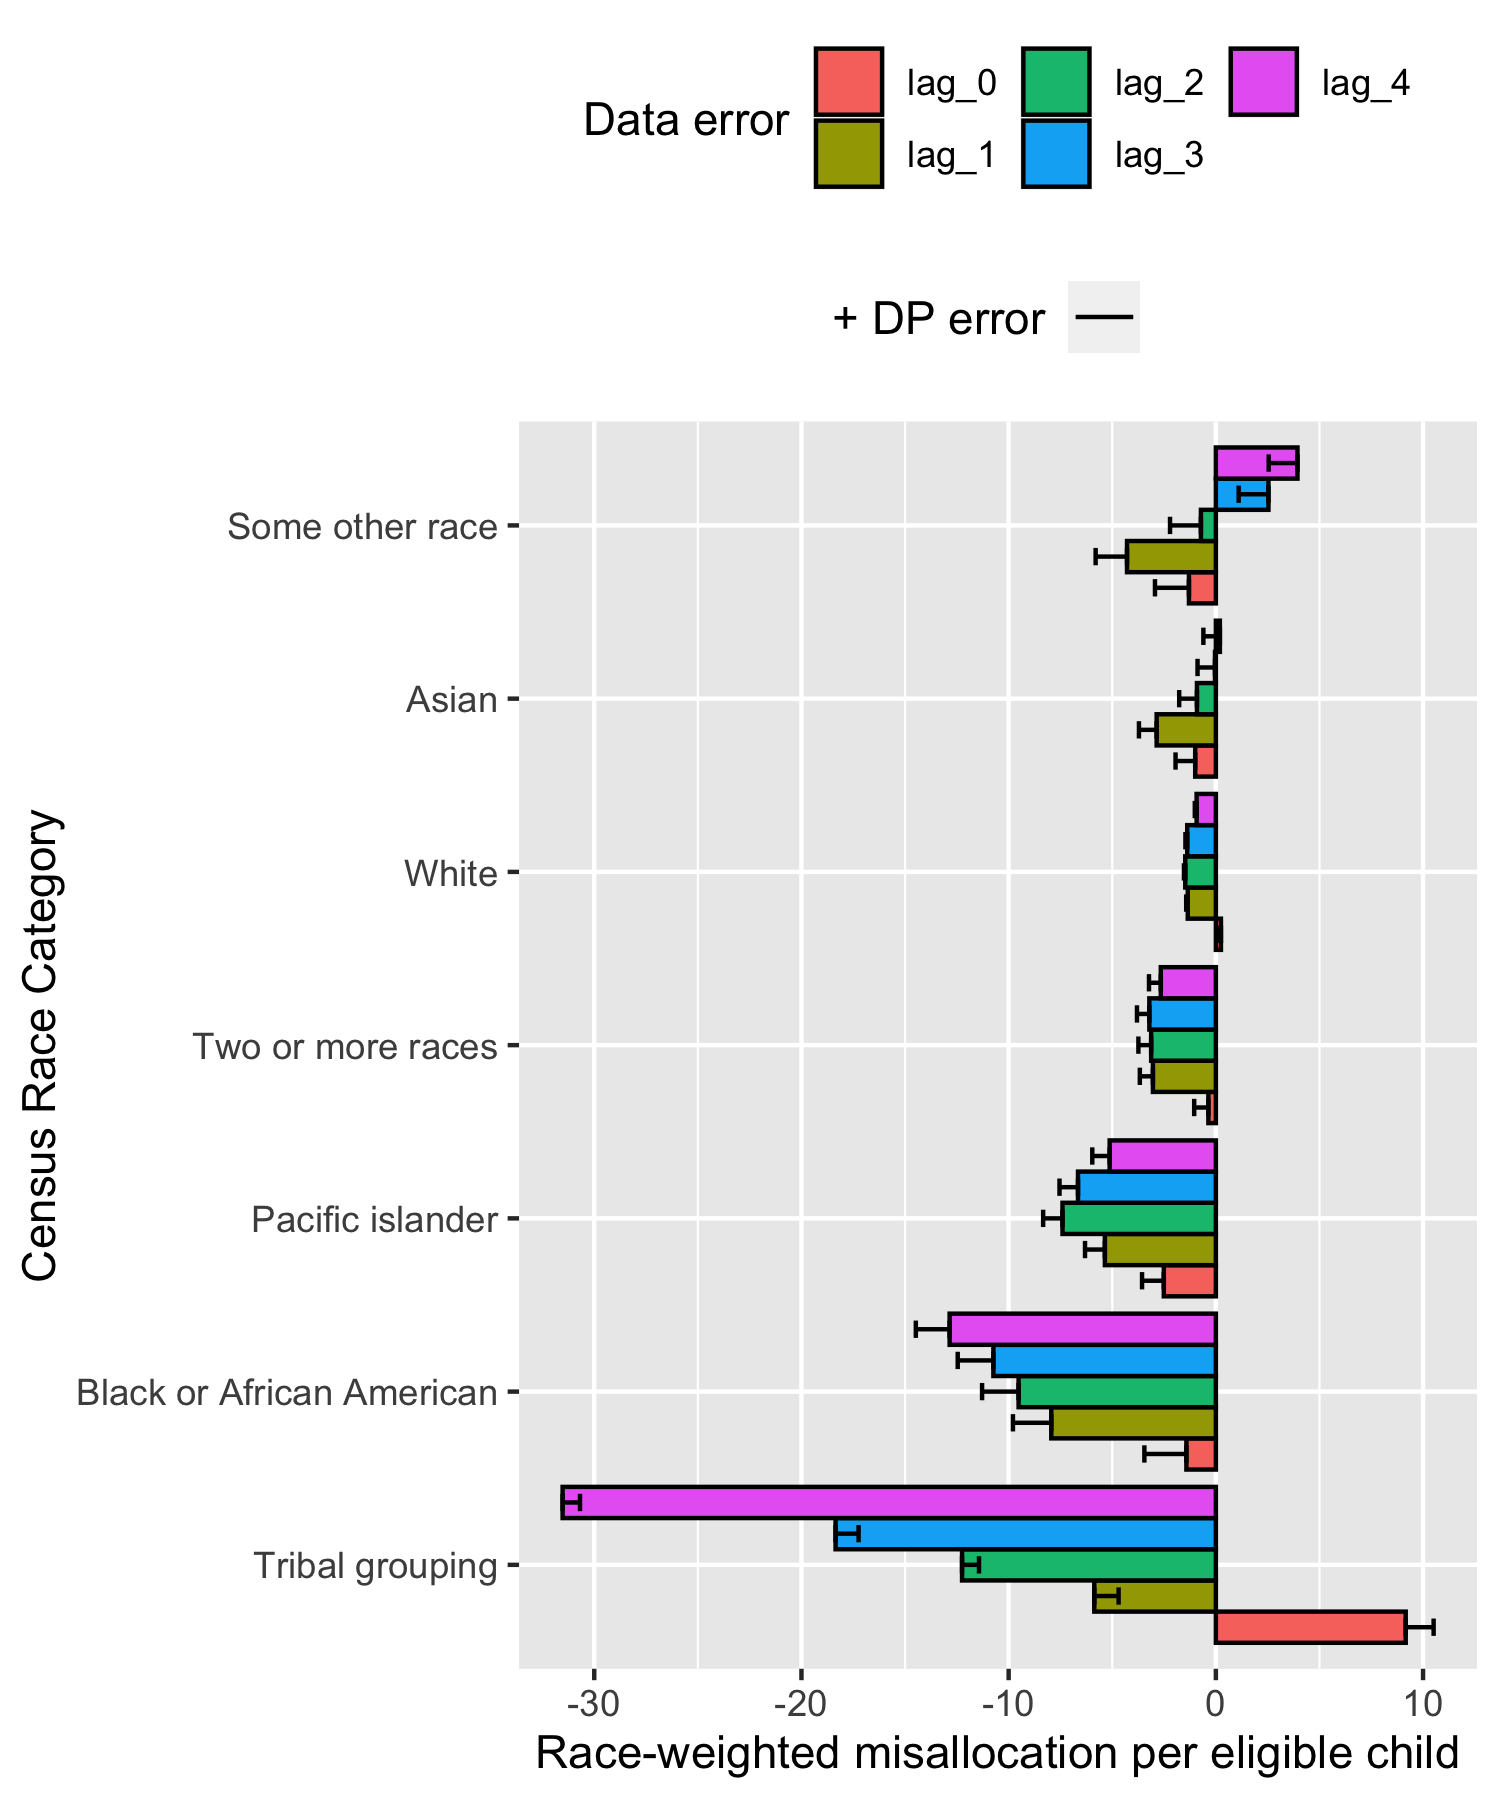 Data error
lag_0
lag_2
lag_4
lag_1
lag_3
+ DP error
Census Race Category
Some other race
Asian
White
Two or more races
Pacific islander
Black or African American
Tribal grouping
-30 -20 -10 0 10
Race-weighted misallocation per eligible child